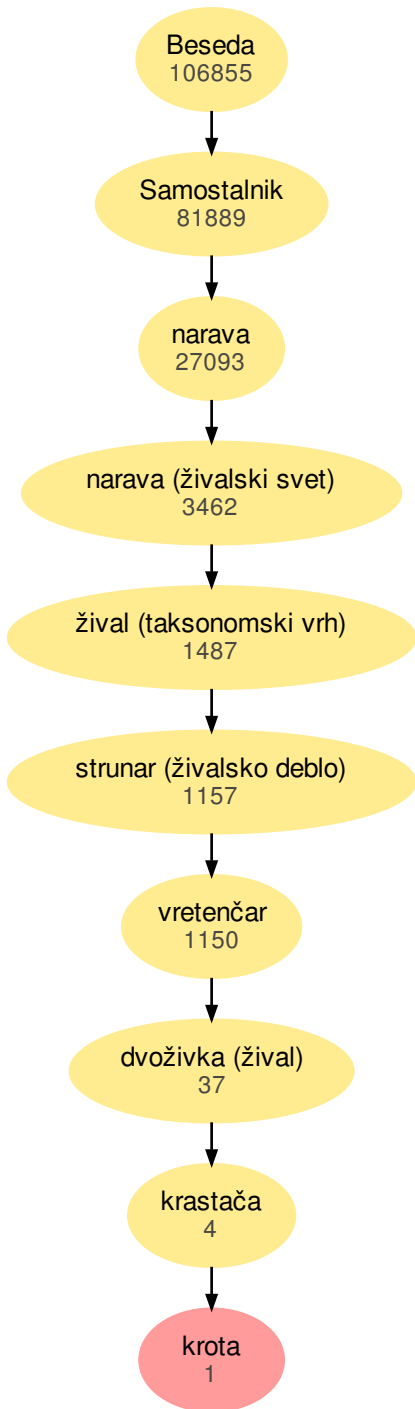 Beseda
106855
Samostalnik
81889
narava
27093
narava (živalski svet)
3462
žival (taksonomski vrh)
1487
strunar (živalsko deblo)
1157
vretenčar
1150
dvoživka (žival)
37
krastača
4
krota
1